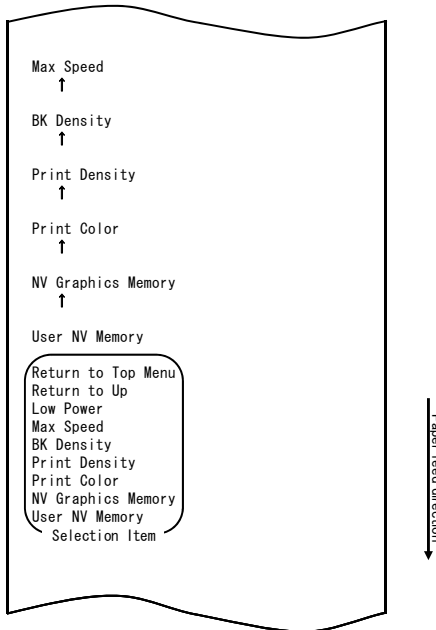 Max Speed
↑
BK Density
↑
Print Density
↑
Print Color
↑
NV Graphics Memory
↑
User NV Memory
Return to Top Menu
Return to Up
Low Power
Max Speed
BK Density
Print Density
Print Color
NV Graphics Memory
User NV Memory
Selection Item
Paper feed direction